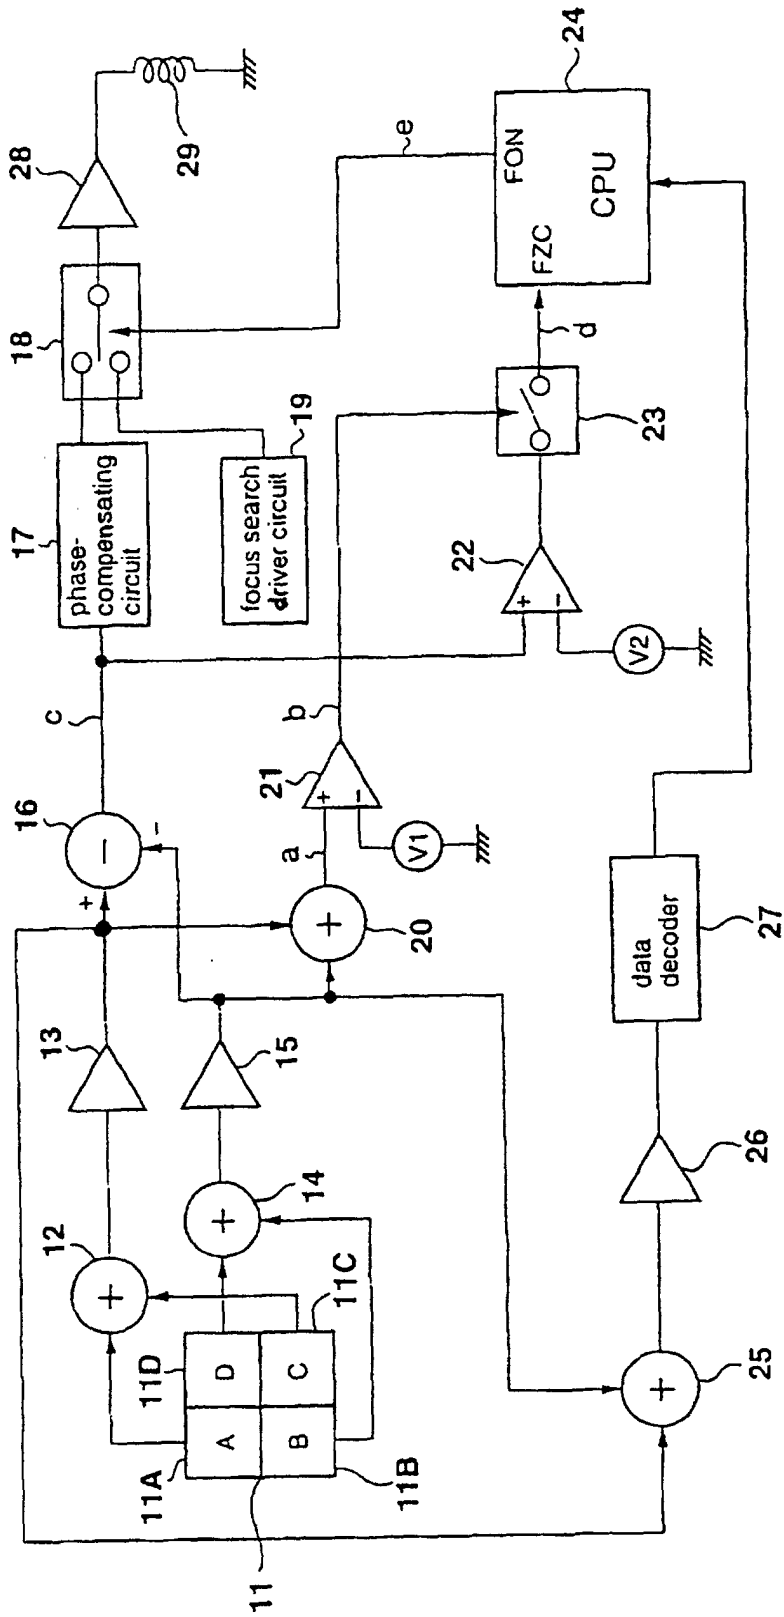 11
11A
11B
11C
11D
A
B
C
D
12
+
14
+
13
15
16
−
+
-
c
17
phase-
compensating
circuit
18
28
29
focus search
driver circuit
19
20
+
a
21
+
−
V1
b
22
+
−
V2
23
d
FZC
FON
CPU
24
e
25
+
26
data
decoder
27